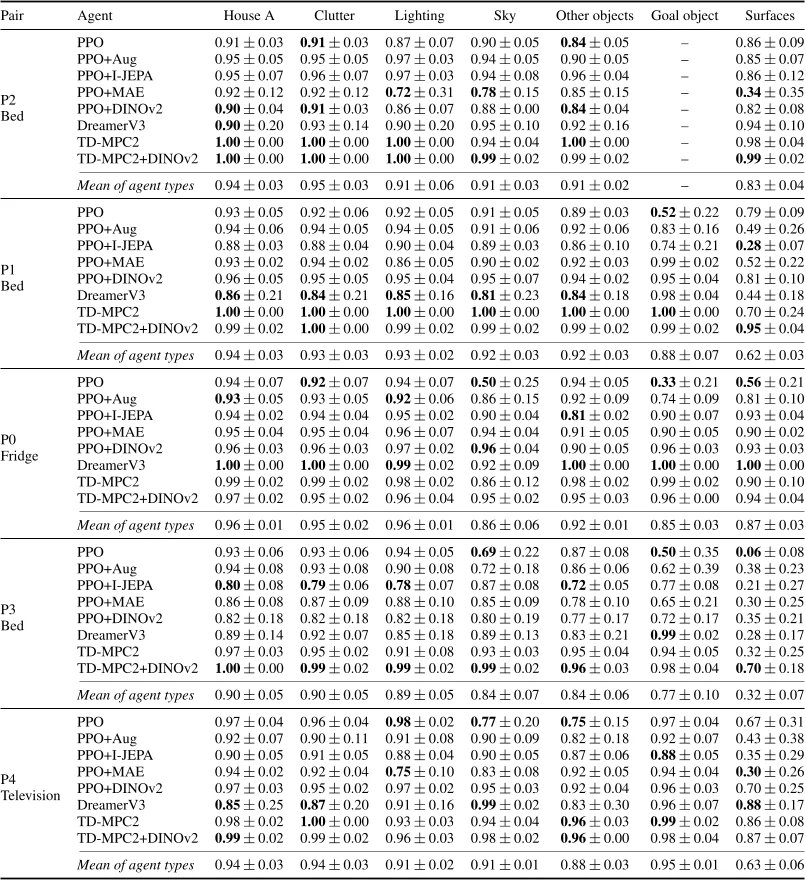 Pair Agent House A Clutter Lighting Sky Other objects Goal object Surfaces
P2 Bed
PPO 0.91 ± 0.03 0.91 ± 0.03 0.87 ± 0.07 0.90 ± 0.05 0.84 ± 0.05 – 0.86 ± 0.09
PPO+Aug 0.95 ± 0.05 0.95 ± 0.05 0.97 ± 0.03 0.94 ± 0.05 0.90 ± 0.05 – 0.85 ± 0.07
PPO+I-JEPA 0.95 ± 0.07 0.96 ± 0.07 0.97 ± 0.03 0.94 ± 0.08 0.96 ± 0.04 – 0.86 ± 0.12
PPO+MAE 0.92 ± 0.12 0.92 ± 0.12 0.72 ± 0.31 0.78 ± 0.15 0.85 ± 0.15 – 0.34 ± 0.35
PPO+DINOv2 0.90 ± 0.04 0.91 ± 0.03 0.86 ± 0.07 0.88 ± 0.00 0.84 ± 0.04 – 0.82 ± 0.08
DreamerV3 0.90 ± 0.20 0.93 ± 0.14 0.90 ± 0.20 0.95 ± 0.10 0.92 ± 0.16 – 0.94 ± 0.10
TD-MPC2 1.00 ± 0.00 1.00 ± 0.00 1.00 ± 0.00 0.94 ± 0.04 1.00 ± 0.00 – 0.98 ± 0.04
TD-MPC2+DINOv2 1.00 ± 0.00 1.00 ± 0.00 1.00 ± 0.00 0.99 ± 0.02 0.99 ± 0.02 – 0.99 ± 0.02
Mean of agent types 0.94 ± 0.03 0.95 ± 0.03 0.91 ± 0.06 0.91 ± 0.03 0.91 ± 0.02 – 0.83 ± 0.04
P1 Bed
PPO 0.93 ± 0.05 0.92 ± 0.06 0.92 ± 0.05 0.91 ± 0.05 0.89 ± 0.03 0.52 ± 0.22 0.79 ± 0.09
PPO+Aug 0.94 ± 0.06 0.94 ± 0.05 0.94 ± 0.05 0.91 ± 0.06 0.92 ± 0.06 0.83 ± 0.16 0.49 ± 0.26
PPO+I-JEPA 0.88 ± 0.03 0.88 ± 0.04 0.90 ± 0.04 0.89 ± 0.03 0.86 ± 0.10 0.74 ± 0.21 0.28 ± 0.07
PPO+MAE 0.93 ± 0.02 0.94 ± 0.02 0.86 ± 0.05 0.90 ± 0.02 0.92 ± 0.03 0.99 ± 0.02 0.52 ± 0.22
PPO+DINOv2 0.96 ± 0.05 0.95 ± 0.05 0.95 ± 0.04 0.95 ± 0.07 0.94 ± 0.02 0.95 ± 0.04 0.81 ± 0.10
DreamerV3 0.86 ± 0.21 0.84 ± 0.21 0.85 ± 0.16 0.81 ± 0.23 0.84 ± 0.18 0.98 ± 0.04 0.44 ± 0.18
TD-MPC2 1.00 ± 0.00 1.00 ± 0.00 1.00 ± 0.00 1.00 ± 0.00 1.00 ± 0.00 1.00 ± 0.00 0.70 ± 0.24
TD-MPC2+DINOv2 0.99 ± 0.02 1.00 ± 0.00 0.99 ± 0.02 0.99 ± 0.02 0.99 ± 0.02 0.99 ± 0.02 0.95 ± 0.04
Mean of agent types 0.94 ± 0.03 0.93 ± 0.03 0.93 ± 0.02 0.92 ± 0.03 0.92 ± 0.03 0.88 ± 0.07 0.62 ± 0.03
P0 Fridge
PPO 0.94 ± 0.07 0.92 ± 0.07 0.94 ± 0.07 0.50 ± 0.25 0.94 ± 0.05 0.33 ± 0.21 0.56 ± 0.21
PPO+Aug 0.93 ± 0.05 0.93 ± 0.05 0.92 ± 0.06 0.86 ± 0.15 0.92 ± 0.09 0.74 ± 0.09 0.81 ± 0.10
PPO+I-JEPA 0.94 ± 0.02 0.94 ± 0.04 0.95 ± 0.02 0.90 ± 0.04 0.81 ± 0.02 0.90 ± 0.07 0.93 ± 0.04
PPO+MAE 0.95 ± 0.04 0.95 ± 0.04 0.96 ± 0.07 0.94 ± 0.04 0.91 ± 0.05 0.90 ± 0.05 0.90 ± 0.02
PPO+DINOv2 0.96 ± 0.03 0.96 ± 0.03 0.97 ± 0.02 0.96 ± 0.04 0.90 ± 0.05 0.96 ± 0.03 0.93 ± 0.05
DreamerV3 1.00 ± 0.00 1.00 ± 0.00 0.99 ± 0.02 0.92 ± 0.09 1.00 ± 0.00 1.00 ± 0.00 1.00 ± 0.00
TD-MPC2 0.99 ± 0.02 0.99 ± 0.02 0.98 ± 0.02 0.86 ± 0.12 0.98 ± 0.02 0.99 ± 0.02 0.90 ± 0.10
TD-MPC2+DINOv2 0.97 ± 0.02 0.95 ± 0.02 0.96 ± 0.04 0.95 ± 0.02 0.95 ± 0.03 0.96 ± 0.00 0.94 ± 0.04
Mean of agent types 0.96 ± 0.01 0.95 ± 0.02 0.96 ± 0.01 0.86 ± 0.06 0.92 ± 0.01 0.85 ± 0.03 0.87 ± 0.03
P3 Bed
PPO 0.93 ± 0.06 0.93 ± 0.06 0.94 ± 0.05 0.69 ± 0.22 0.87 ± 0.08 0.50 ± 0.35 0.06 ± 0.08
PPO+Aug 0.94 ± 0.08 0.93 ± 0.08 0.90 ± 0.08 0.72 ± 0.18 0.86 ± 0.06 0.62 ± 0.39 0.38 ± 0.23
PPO+I-JEPA 0.80 ± 0.08 0.79 ± 0.06 0.78 ± 0.07 0.87 ± 0.08 0.72 ± 0.05 0.77 ± 0.08 0.21 ± 0.27
PPO+MAE 0.86 ± 0.08 0.87 ± 0.09 0.88 ± 0.10 0.85 ± 0.09 0.78 ± 0.10 0.65 ± 0.21 0.30 ± 0.25
PPO+DINOv2 0.82 ± 0.18 0.82 ± 0.18 0.82 ± 0.18 0.80 ± 0.19 0.77 ± 0.17 0.72 ± 0.17 0.35 ± 0.21
DreamerV3 0.89 ± 0.14 0.92 ± 0.07 0.85 ± 0.18 0.89 ± 0.13 0.83 ± 0.21 0.99 ± 0.02 0.28 ± 0.17
TD-MPC2 0.97 ± 0.03 0.95 ± 0.02 0.91 ± 0.08 0.93 ± 0.03 0.95 ± 0.04 0.94 ± 0.05 0.32 ± 0.25
TD-MPC2+DINOv2 1.00 ± 0.00 0.99 ± 0.02 0.99 ± 0.02 0.99 ± 0.02 0.96 ± 0.03 0.98 ± 0.04 0.70 ± 0.18
Mean of agent types 0.90 ± 0.05 0.90 ± 0.05 0.89 ± 0.05 0.84 ± 0.07 0.84 ± 0.06 0.77 ± 0.10 0.32 ± 0.07
P4 Television
PPO 0.97 ± 0.04 0.96 ± 0.04 0.98 ± 0.02 0.77 ± 0.20 0.75 ± 0.15 0.97 ± 0.04 0.67 ± 0.31
PPO+Aug 0.92 ± 0.07 0.90 ± 0.11 0.91 ± 0.08 0.90 ± 0.09 0.82 ± 0.18 0.92 ± 0.07 0.43 ± 0.38
PPO+I-JEPA 0.90 ± 0.05 0.91 ± 0.05 0.88 ± 0.04 0.90 ± 0.05 0.87 ± 0.06 0.88 ± 0.05 0.35 ± 0.29
PPO+MAE 0.94 ± 0.02 0.92 ± 0.04 0.75 ± 0.10 0.83 ± 0.08 0.92 ± 0.05 0.94 ± 0.04 0.30 ± 0.26
PPO+DINOv2 0.97 ± 0.03 0.95 ± 0.02 0.97 ± 0.02 0.95 ± 0.03 0.92 ± 0.04 0.96 ± 0.03 0.70 ± 0.25
DreamerV3 0.85 ± 0.25 0.87 ± 0.20 0.91 ± 0.16 0.99 ± 0.02 0.83 ± 0.30 0.96 ± 0.07 0.88 ± 0.17
TD-MPC2 0.98 ± 0.02 1.00 ± 0.00 0.93 ± 0.03 0.94 ± 0.04 0.96 ± 0.03 0.99 ± 0.02 0.86 ± 0.08
TD-MPC2+DINOv2 0.99 ± 0.02 0.99 ± 0.02 0.96 ± 0.03 0.98 ± 0.02 0.96 ± 0.00 0.98 ± 0.04 0.87 ± 0.07
Mean of agent types 0.94 ± 0.03 0.94 ± 0.03 0.91 ± 0.02 0.91 ± 0.01 0.88 ± 0.03 0.95 ± 0.01 0.63 ± 0.06